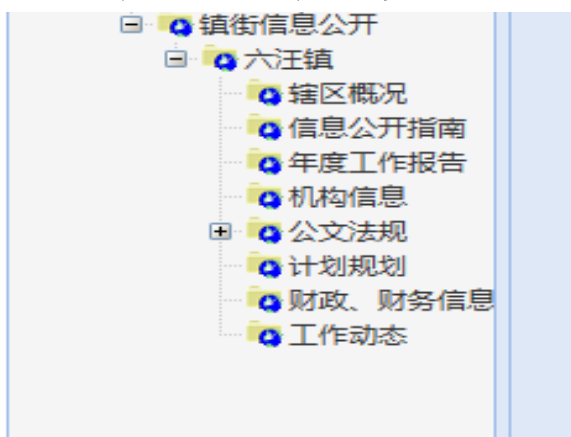 镇街信息公开
六汪镇
辖区概况
信息公开指南
年度工作报告
机构信息
公文法规
计划规划
财政、财务信息
工作动态